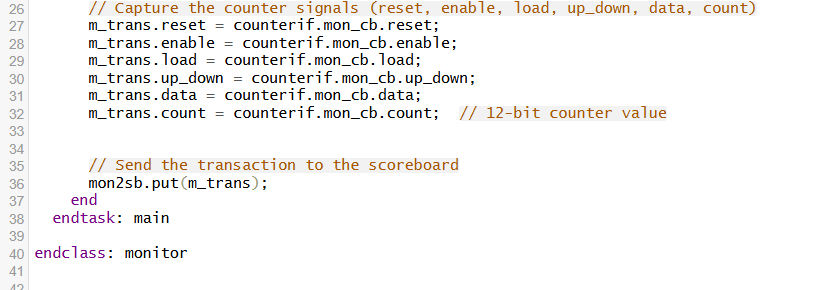 26 // Capture the counter signals (reset, enable, load, up_down, data, count)
27 m_trans.reset = counterif.mon_cb.reset;
28 m_trans.enable = counterif.mon_cb.enable;
29 m_trans.load = counterif.mon_cb.load;
30 m_trans.up_down = counterif.mon_cb.up_down;
31 m_trans.data = counterif.mon_cb.data;
32 m_trans.count = counterif.mon_cb.count; // 12-bit counter value
33
34
35 // Send the transaction to the scoreboard
36 mon2sb.put(m_trans);
37 end
38 endtask: main
39
40 endclass: monitor
41